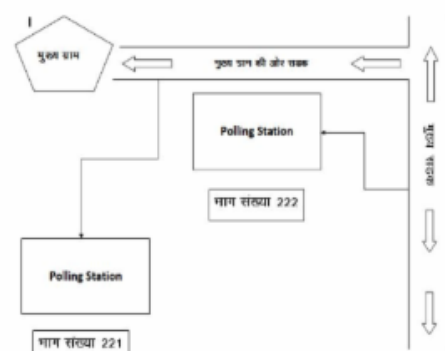 मुख्य ग्राम
मुख्य ग्राम की ओर सड़क
Polling Station
भाग संख्या 222
Polling Station
भाग संख्या 221